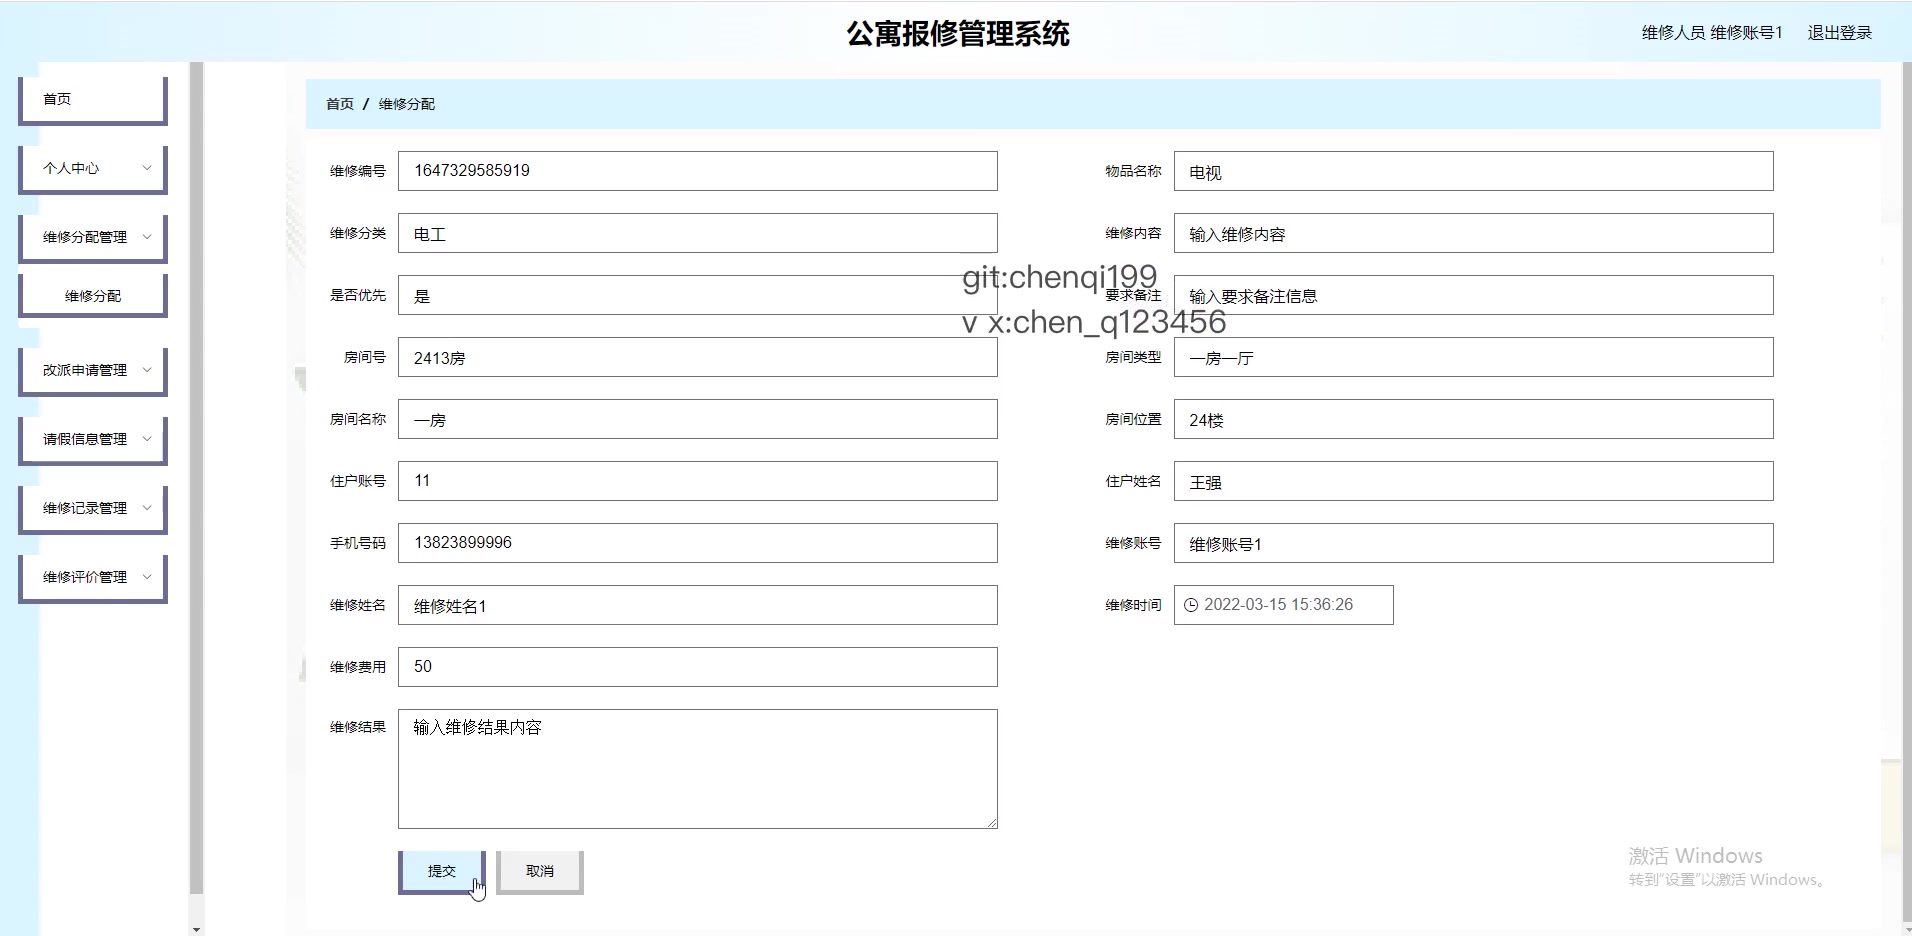 公寓报修管理系统
维修人员 维修账号1 退出登录
首页
个人中心
维修分配管理
维修分配
改派申请管理
请假信息管理
维修记录管理
维修评价管理
首页 / 维修分配
维修编号 1647329585919 物品名称 电视
维修分类 电工 维修内容 输入维修内容
git:chenqi199
是否优先 是 要求备注 输入要求备注信息
v x:chen_q123456
房间号 2413房 房间类型 一房一厅
房间名称 一房 房间位置 24楼
住户账号 11 住户姓名 王强
手机号码 13823899996 维修账号 维修账号1
维修姓名 维修姓名1 维修时间 2022-03-15 15:36:26
维修费用 50
维修结果 输入维修结果内容
提交 取消
激活 Windows
转到"设置"以激活 Windows。